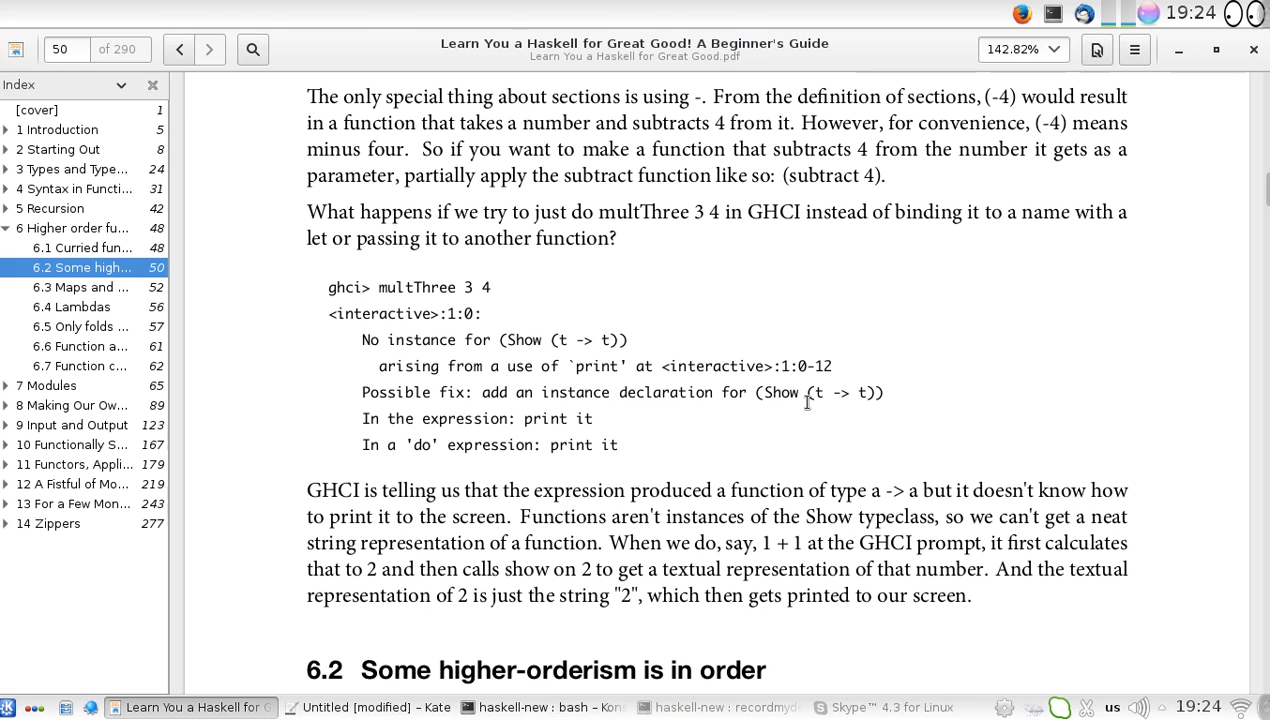 19:24
50 of 290
Learn You a Haskell for Great Good! A Beginner's Guide
Learn You a Haskell for Great Good.pdf
142.82%
Index
[cover] 1
1 Introduction 5
2 Starting Out 8
3 Types and Type... 24
4 Syntax in Functi... 31
5 Recursion 42
6 Higher order fu... 48
6.1 Curried fun... 48
6.2 Some high... 50
6.3 Maps and ... 52
6.4 Lambdas 56
6.5 Only folds ... 57
6.6 Function a... 61
6.7 Function c... 62
7 Modules 65
8 Making Our Ow... 89
9 Input and Output 123
10 Functionally S... 167
11 Functors, Appli... 179
12 A Fistful of Mo... 219
13 For a Few Mon... 243
14 Zippers 277
The only special thing about sections is using -. From the definition of sections, (-4) would result
in a function that takes a number and subtracts 4 from it. However, for convenience, (-4) means
minus four. So if you want to make a function that subtracts 4 from the number it gets as a
parameter, partially apply the subtract function like so: (subtract 4).
What happens if we try to just do multThree 3 4 in GHCI instead of binding it to a name with a
let or passing it to another function?
ghci> multThree 3 4
<interactive>:1:0:
No instance for (Show (t -> t))
arising from a use of `print' at <interactive>:1:0-12
Possible fix: add an instance declaration for (Show (t -> t))
In the expression: print it
In a 'do' expression: print it
GHCI is telling us that the expression produced a function of type a -> a but it doesn't know how
to print it to the screen. Functions aren't instances of the Show typeclass, so we can't get a neat
string representation of a function. When we do, say, 1 + 1 at the GHCI prompt, it first calculates
that to 2 and then calls show on 2 to get a textual representation of that number. And the textual
representation of 2 is just the string "2", which then gets printed to our screen.
6.2 Some higher-orderism is in order
Learn You a Haskell for G
Untitled [modified] – Kate
haskell-new : bash – Kons
haskell-new : recordmyde
Skype™ 4.3 for Linux
us
19:24